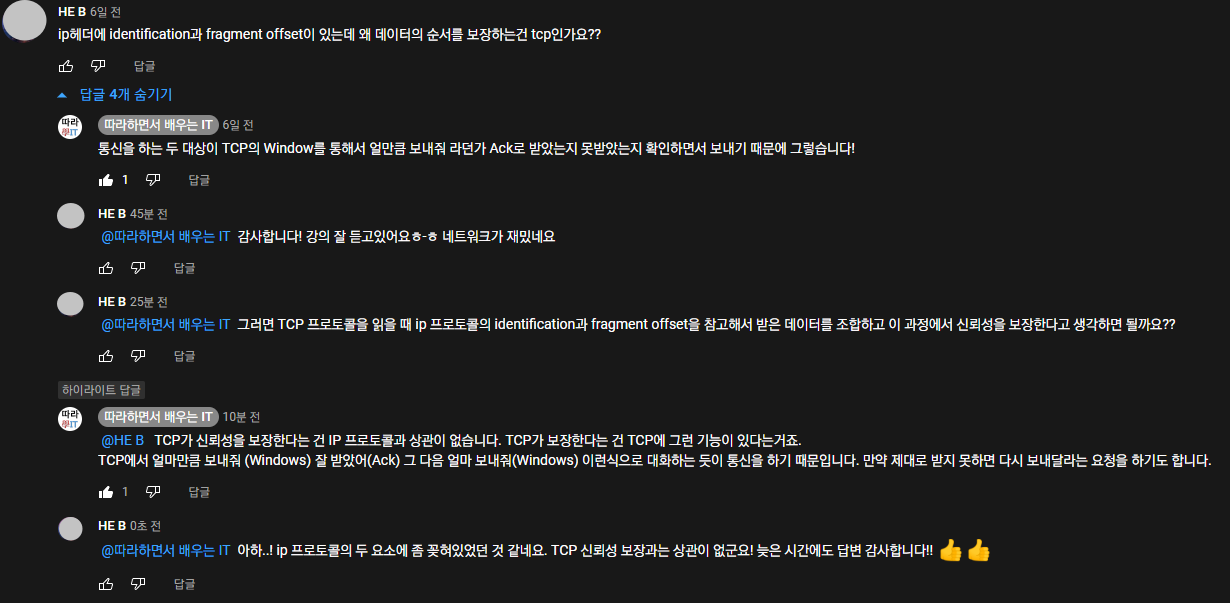 HE B 6일 전
ip헤더에 identification과 fragment offset이 있는데 왜 데이터의 순서를 보장하는건 tcp인가요??
답글
답글 4개 숨기기
따라 學IT
따라하면서 배우는 IT 6일 전
통신을 하는 두 대상이 TCP의 Window를 통해서 얼만큼 보내줘 라던가 Ack로 받았는지 못받았는지 확인하면서 보내기 때문에 그렇습니다!
1 답글
HE B 45분 전
@따라하면서 배우는 IT 감사합니다! 강의 잘 듣고있어요ㅎ-ㅎ 네트워크가 재밌네요
답글
HE B 25분 전
@따라하면서 배우는 IT 그러면 TCP 프로토콜을 읽을 때 ip 프로토콜의 identification과 fragment offset을 참고해서 받은 데이터를 조합하고 이 과정에서 신뢰성을 보장한다고 생각하면 될까요??
답글
하이라이트 답글
따라 學IT
따라하면서 배우는 IT 10분 전
@HE B TCP가 신뢰성을 보장한다는 건 IP 프로토콜과 상관이 없습니다. TCP가 보장한다는 건 TCP에 그런 기능이 있다는거죠.
TCP에서 얼마만큼 보내줘 (Windows) 잘 받았어(Ack) 그 다음 얼마 보내줘(Windows) 이런식으로 대화하는 듯이 통신을 하기 때문입니다. 만약 제대로 받지 못하면 다시 보내달라는 요청을 하기도 합니다.
1 답글
HE B 0초 전
@따라하면서 배우는 IT 아하..! ip 프로토콜의 두 요소에 좀 꽂혀있었던 것 같네요. TCP 신뢰성 보장과는 상관이 없군요! 늦은 시간에도 답변 감사합니다!! 👍👍
답글